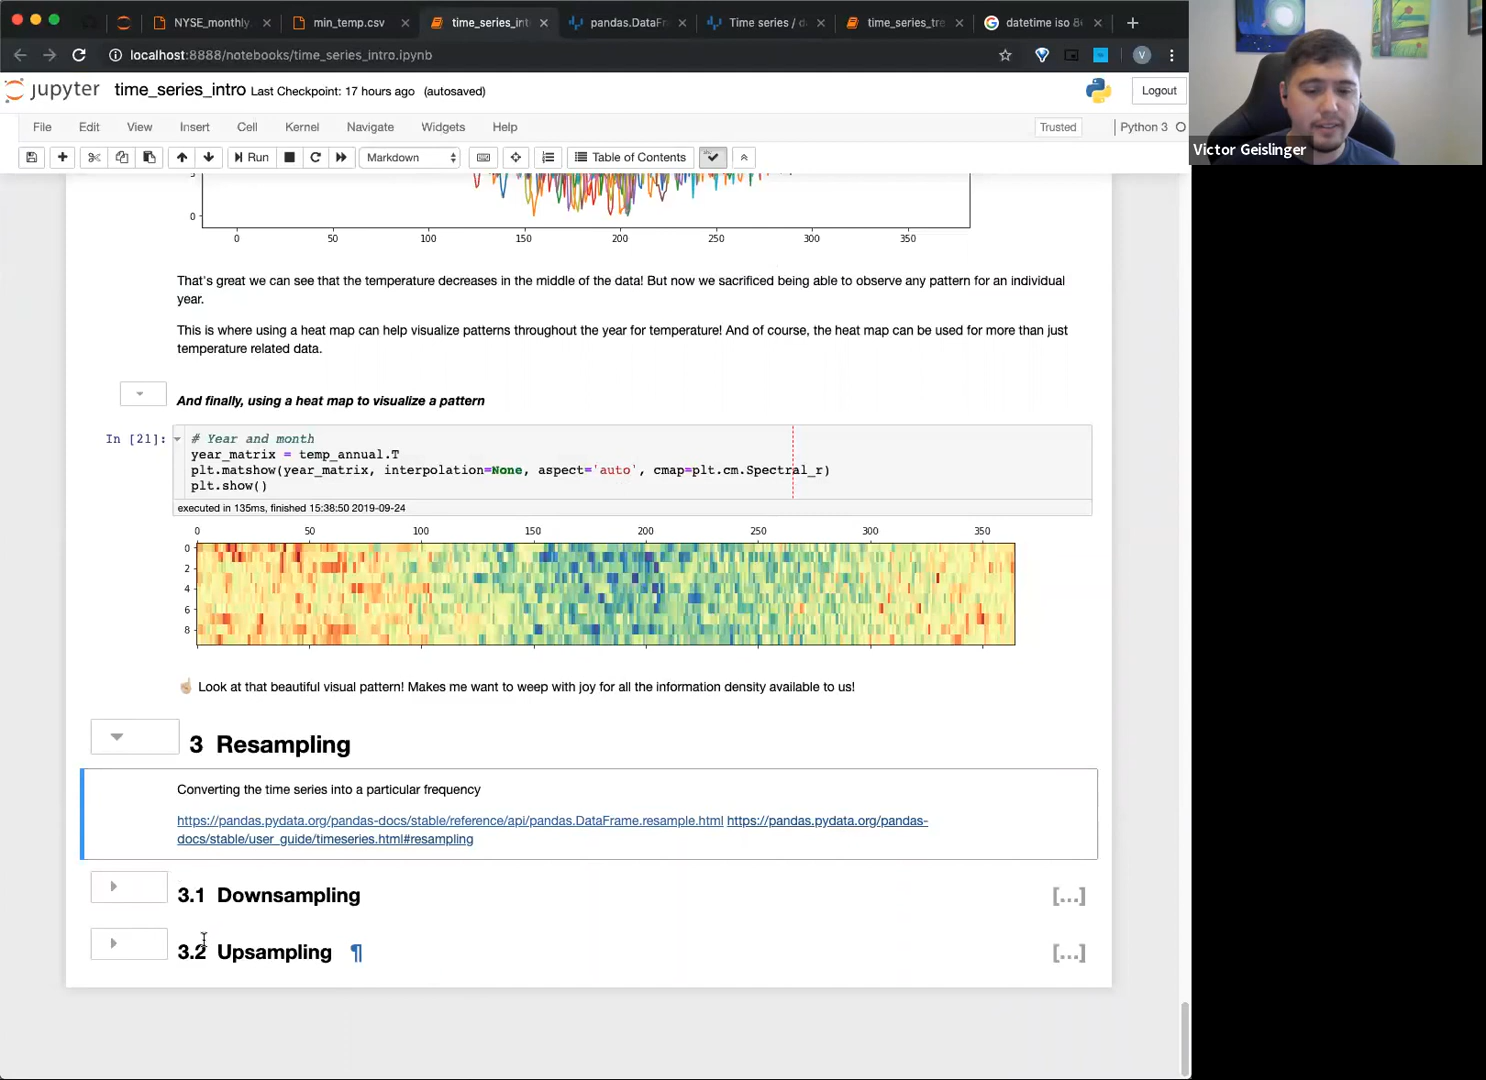 NYSE_monthly
min_temp.csv
time_series_int
pandas.DataFra
Time series / da
time_series_tre
datetime iso 86
localhost:8888/notebooks/time_series_intro.ipynb
V
jupyter time_series_intro Last Checkpoint: 17 hours ago (autosaved)
Logout
File Edit View Insert Cell Kernel Navigate Widgets Help
Trusted
Python 3
Run
Markdown
Table of Contents
Victor Geislinger
0
0 50 100 150 200 250 300 350
That's great we can see that the temperature decreases in the middle of the data! But now we sacrificed being able to observe any pattern for an individual
year.
This is where using a heat map can help visualize patterns throughout the year for temperature! And of course, the heat map can be used for more than just
temperature related data.
And finally, using a heat map to visualize a pattern
In [21]:
# Year and month
year_matrix = temp_annual.T
plt.matshow(year_matrix, interpolation=None, aspect='auto', cmap=plt.cm.Spectral_r)
plt.show()
executed in 135ms, finished 15:38:50 2019-09-24
0 50 100 150 200 250 300 350
0
2
4
6
8
☝🏼 Look at that beautiful visual pattern! Makes me want to weep with joy for all the information density available to us!
3 Resampling
Converting the time series into a particular frequency
https://pandas.pydata.org/pandas-docs/stable/reference/api/pandas.DataFrame.resample.html https://pandas.pydata.org/pandas-
docs/stable/user_guide/timeseries.html#resampling
3.1 Downsampling
[...]
3.2 Upsampling ¶
[...]